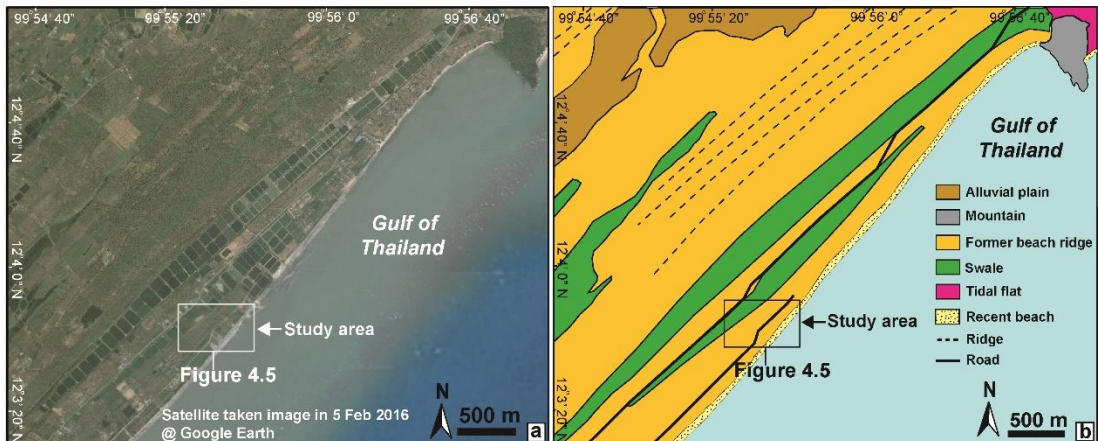 99°54' 40"
99°55' 20"
99°56' 00"
99°56' 40"
12°4' 40" N
12°4' 0" N
12°3' 20" N
Gulf of
Thailand
Study area
Figure 4.5
Satellite taken image in 5 Feb 2016
@ Google Earth
N
500 m
a
99°54' 40"
99°55' 20"
99°56' 00"
99°56' 40"
12°4' 40" N
12°4' 0" N
12°3' 20" N
Gulf of
Thailand
Alluvial plain
Mountain
Former beach ridge
Swale
Tidal flat
Recent beach
Ridge
Road
Study area
Figure 4.5
N
500 m
b